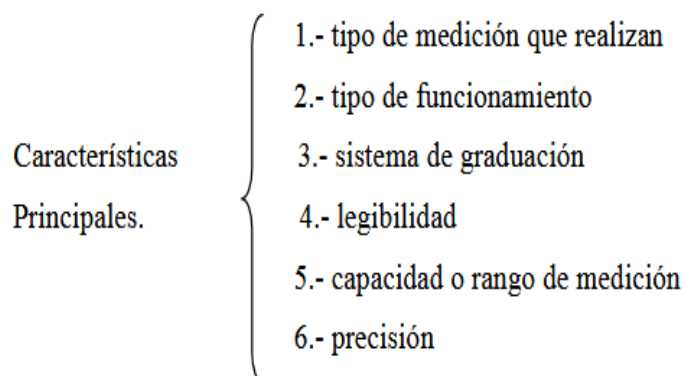 1.- tipo de medición que realizan
2.- tipo de funcionamiento
Características
3.- sistema de graduación
Principales.
4.- legibilidad
5.- capacidad o rango de medición
6.- precisión